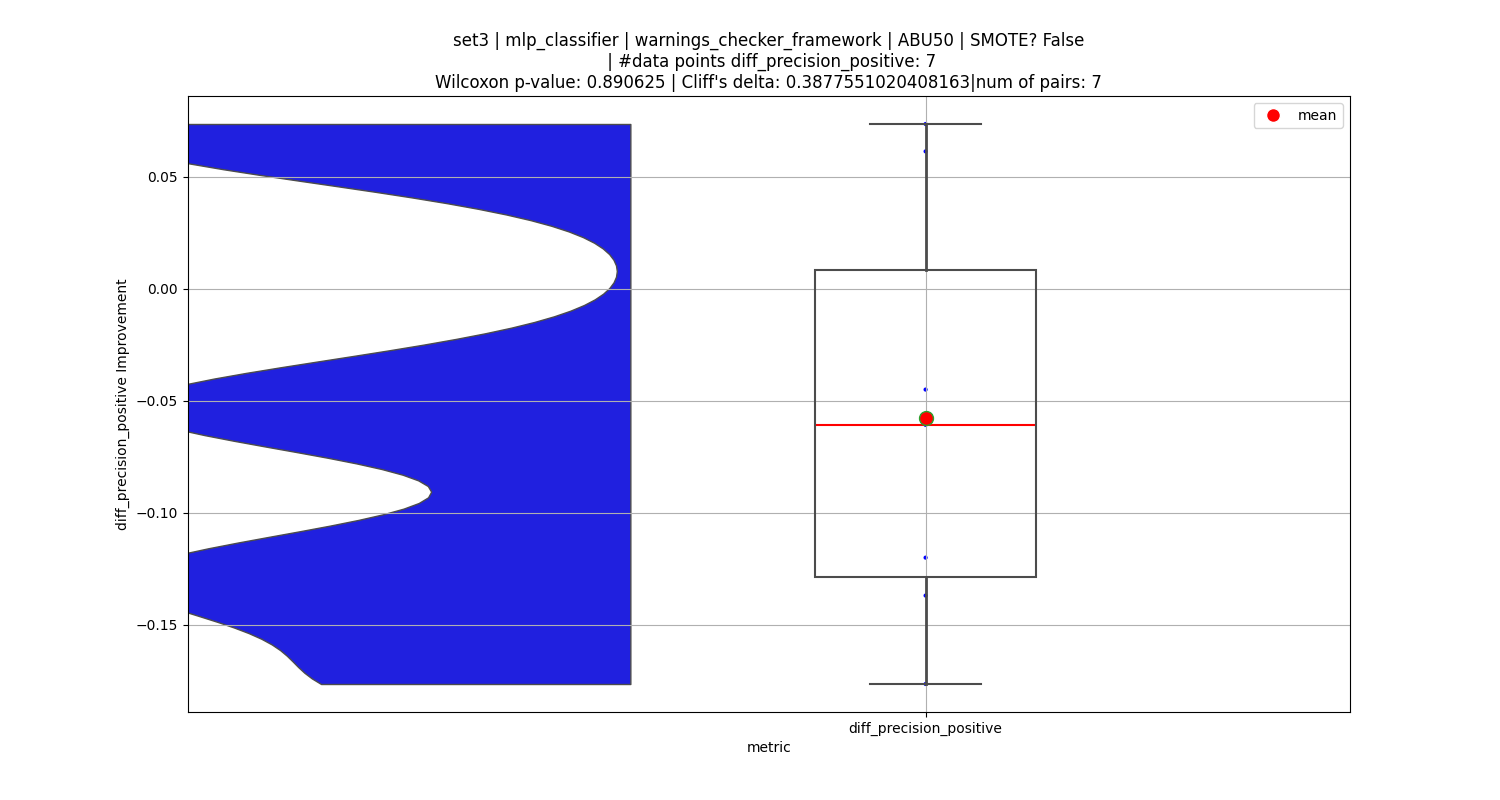 set3 | mlp_classifier | warnings_checker_framework | ABU50 | SMOTE? False
| #data points diff_precision_positive: 7
Wilcoxon p-value: 0.890625 | Cliff's delta: 0.3877551020408163|num of pairs: 7
mean
0.05
0.00
−0.05
−0.10
−0.15
diff_precision_positive Improvement
diff_precision_positive
metric